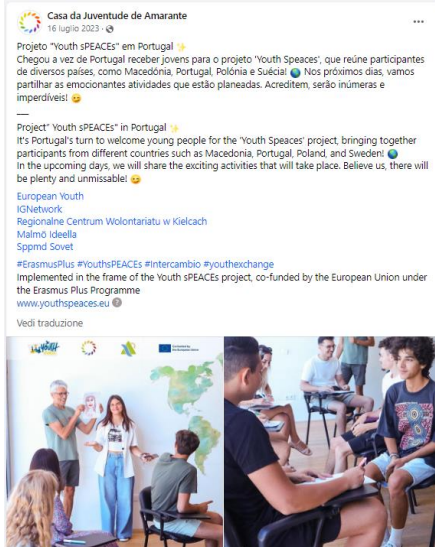 Casa da Juventude de Amarante
16 luglio 2023 ·
Projeto "Youth sPEACEs" em Portugal ✨
Chegou a vez de Portugal receber jovens para o projeto 'Youth Speaces', que reúne participantes
de diversos países, como Macedónia, Portugal, Polónia e Suécia! 🌍 Nos próximos dias, vamos
partilhar as emocionantes atividades que estão planeadas. Acreditem, serão inúmeras e
imperdíveis! 😉
__
Project" Youth sPEACEs" in Portugal ✨
It's Portugal's turn to welcome young people for the 'Youth Speaces' project, bringing together
participants from different countries such as Macedonia, Portugal, Poland, and Sweden! 🌍
In the upcoming days, we will share the exciting activities that will take place. Believe us, there will
be plenty and unmissable! 😉
European Youth
IGNetwork
Regionalne Centrum Wolontariatu w Kielcach
Malmö Ideella
Sppmd Sovet
#ErasmusPlus #YouthsPEACEs #Intercambio #youthexchange
Implemented in the frame of the Youth sPEACEs project, co-funded by the European Union under
the Erasmus Plus Programme
www.youthspeaces.eu
Vedi traduzione